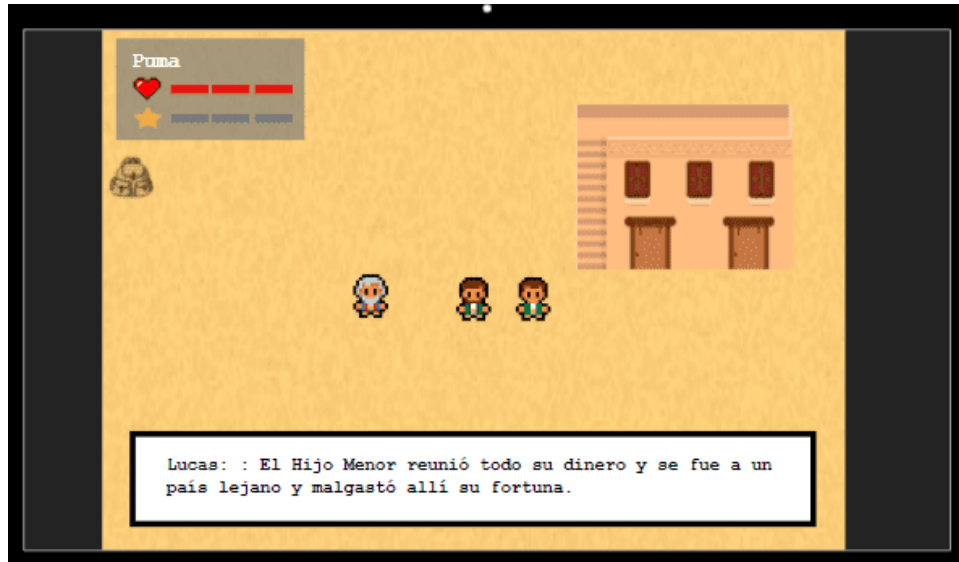 Puma
Lucas: : El Hijo Menor reunió todo su dinero y se fue a un
país lejano y malgastó allí su fortuna.